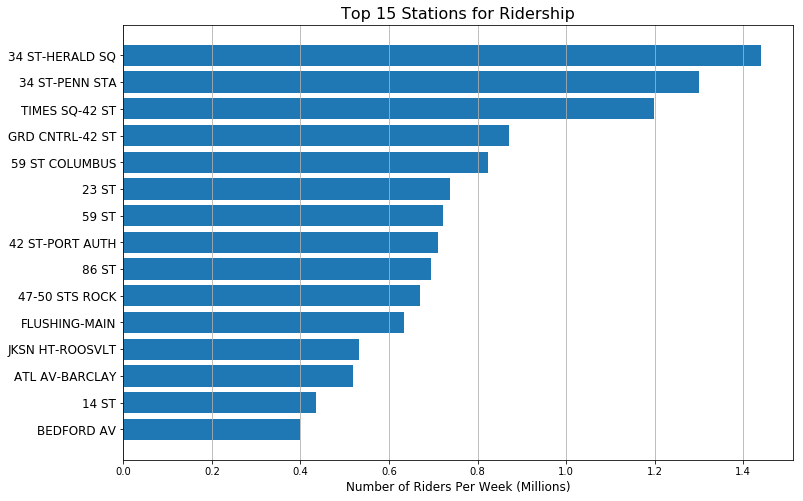 Top 15 Stations for Ridership
34 ST-HERALD SQ
34 ST-PENN STA
TIMES SQ-42 ST
GRD CNTRL-42 ST
59 ST COLUMBUS
23 ST
59 ST
42 ST-PORT AUTH
86 ST
47-50 STS ROCK
FLUSHING-MAIN
JKSN HT-ROOSVLT
ATL AV-BARCLAY
14 ST
BEDFORD AV
0.0 0.2 0.4 0.6 0.8 1.0 1.2 1.4
Number of Riders Per Week (Millions)